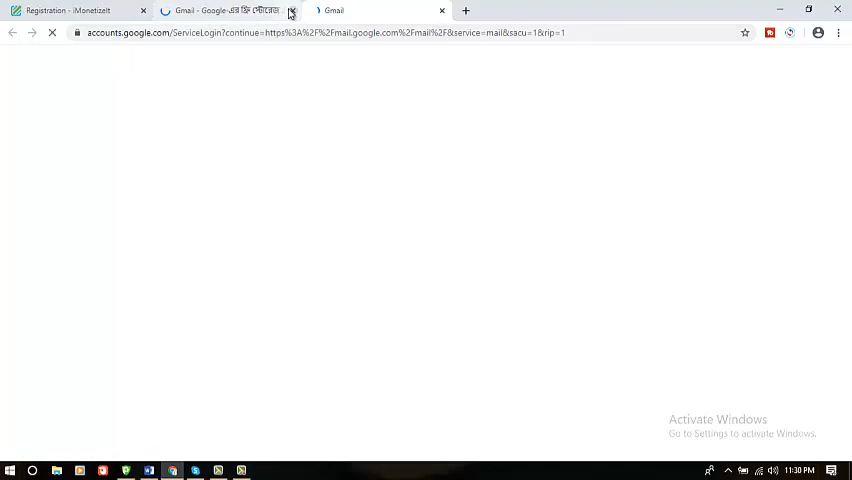 Registration - iMonetizeIt
Gmail - Google-এর ফ্রি স্টোরেজ
Gmail
accounts.google.com/ServiceLogin?continue=https%3A%2F%2Fmail.google.com%2Fmail%2F&service=mail&sacu=1&rip=1
Activate Windows
Go to Settings to activate Windows.
11:30 PM